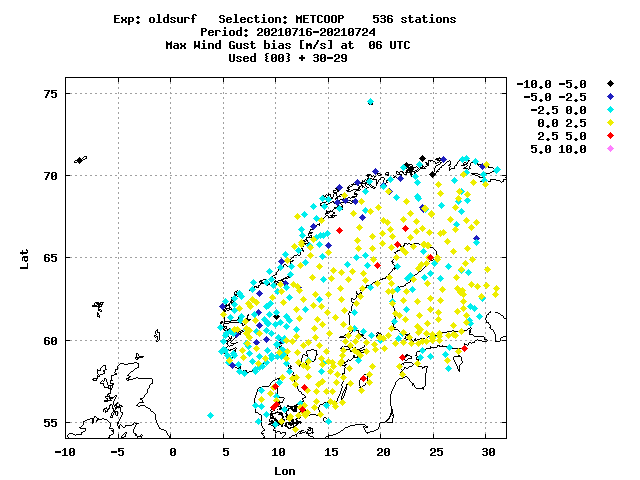 Exp: oldsurf Selection: METCOOP 536 stations
Period: 20210716-20210724
Max Wind Gust bias [m/s] at 06 UTC
Used {00} + 30-29
-10.0 -5.0
-5.0 -2.5
-2.5 0.0
0.0 2.5
2.5 5.0
5.0 10.0
75
70
65
60
55
Lat
-10 -5 0 5 10 15 20 25 30
Lon